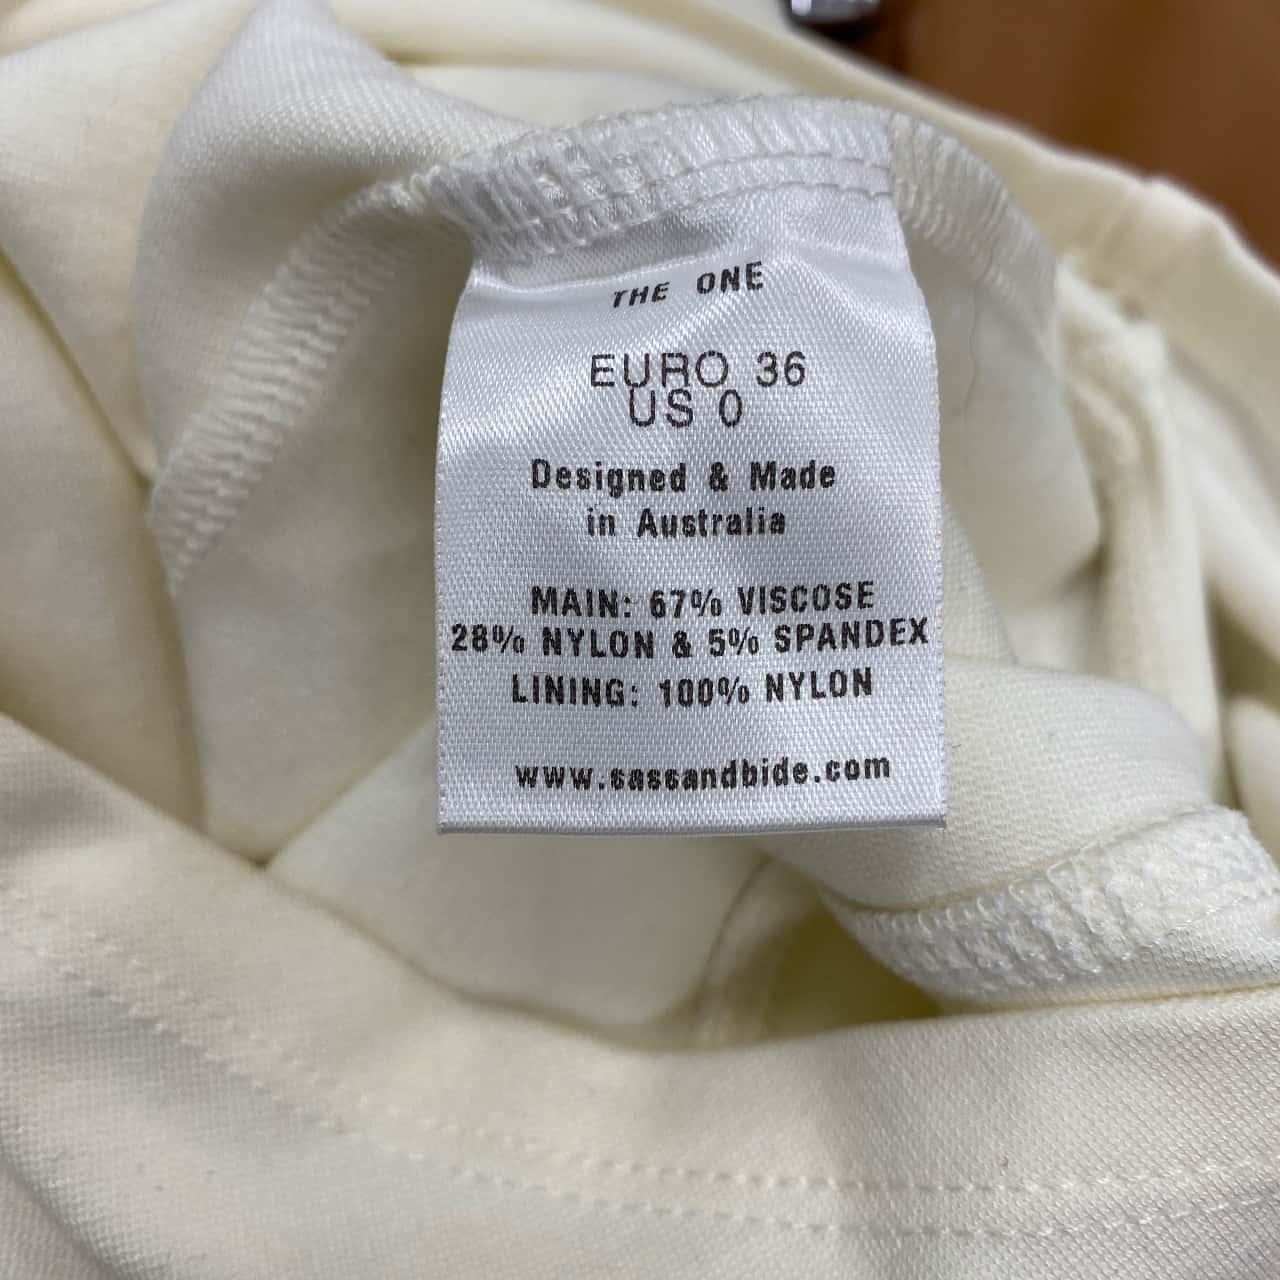 THE ONE
EURO 36
US 0
Designed & Made
in Australia
MAIN: 67% VISCOSE
28% NYLON & 5% SPANDEX
LINING: 100% NYLON
www.sassandbide.com